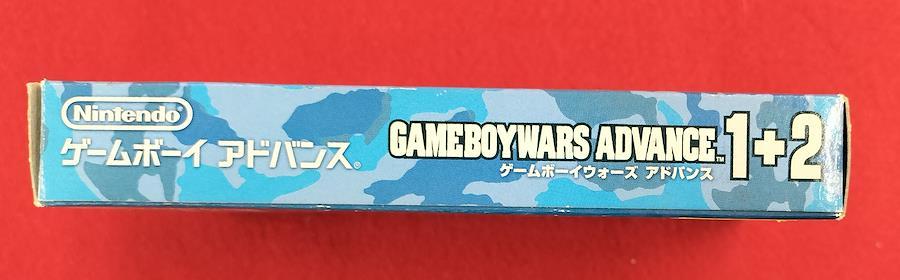 Nintendo
ゲームボーイ アドバンス®
GAMEBOYWARS ADVANCE™ 1+2
ゲームボーイウォーズ アドバンス